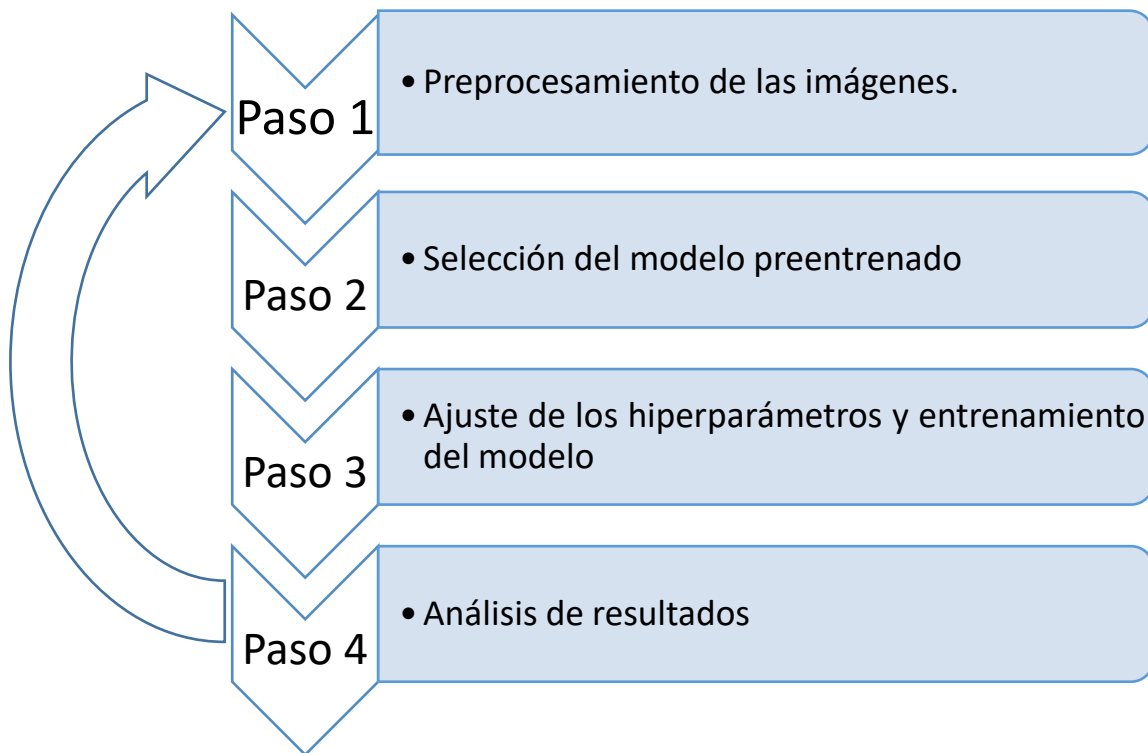 Paso 1
• Preprocesamiento de las imágenes.
Paso 2
• Selección del modelo preentrenado
Paso 3
• Ajuste de los hiperparámetros y entrenamiento
del modelo
Paso 4
• Análisis de resultados